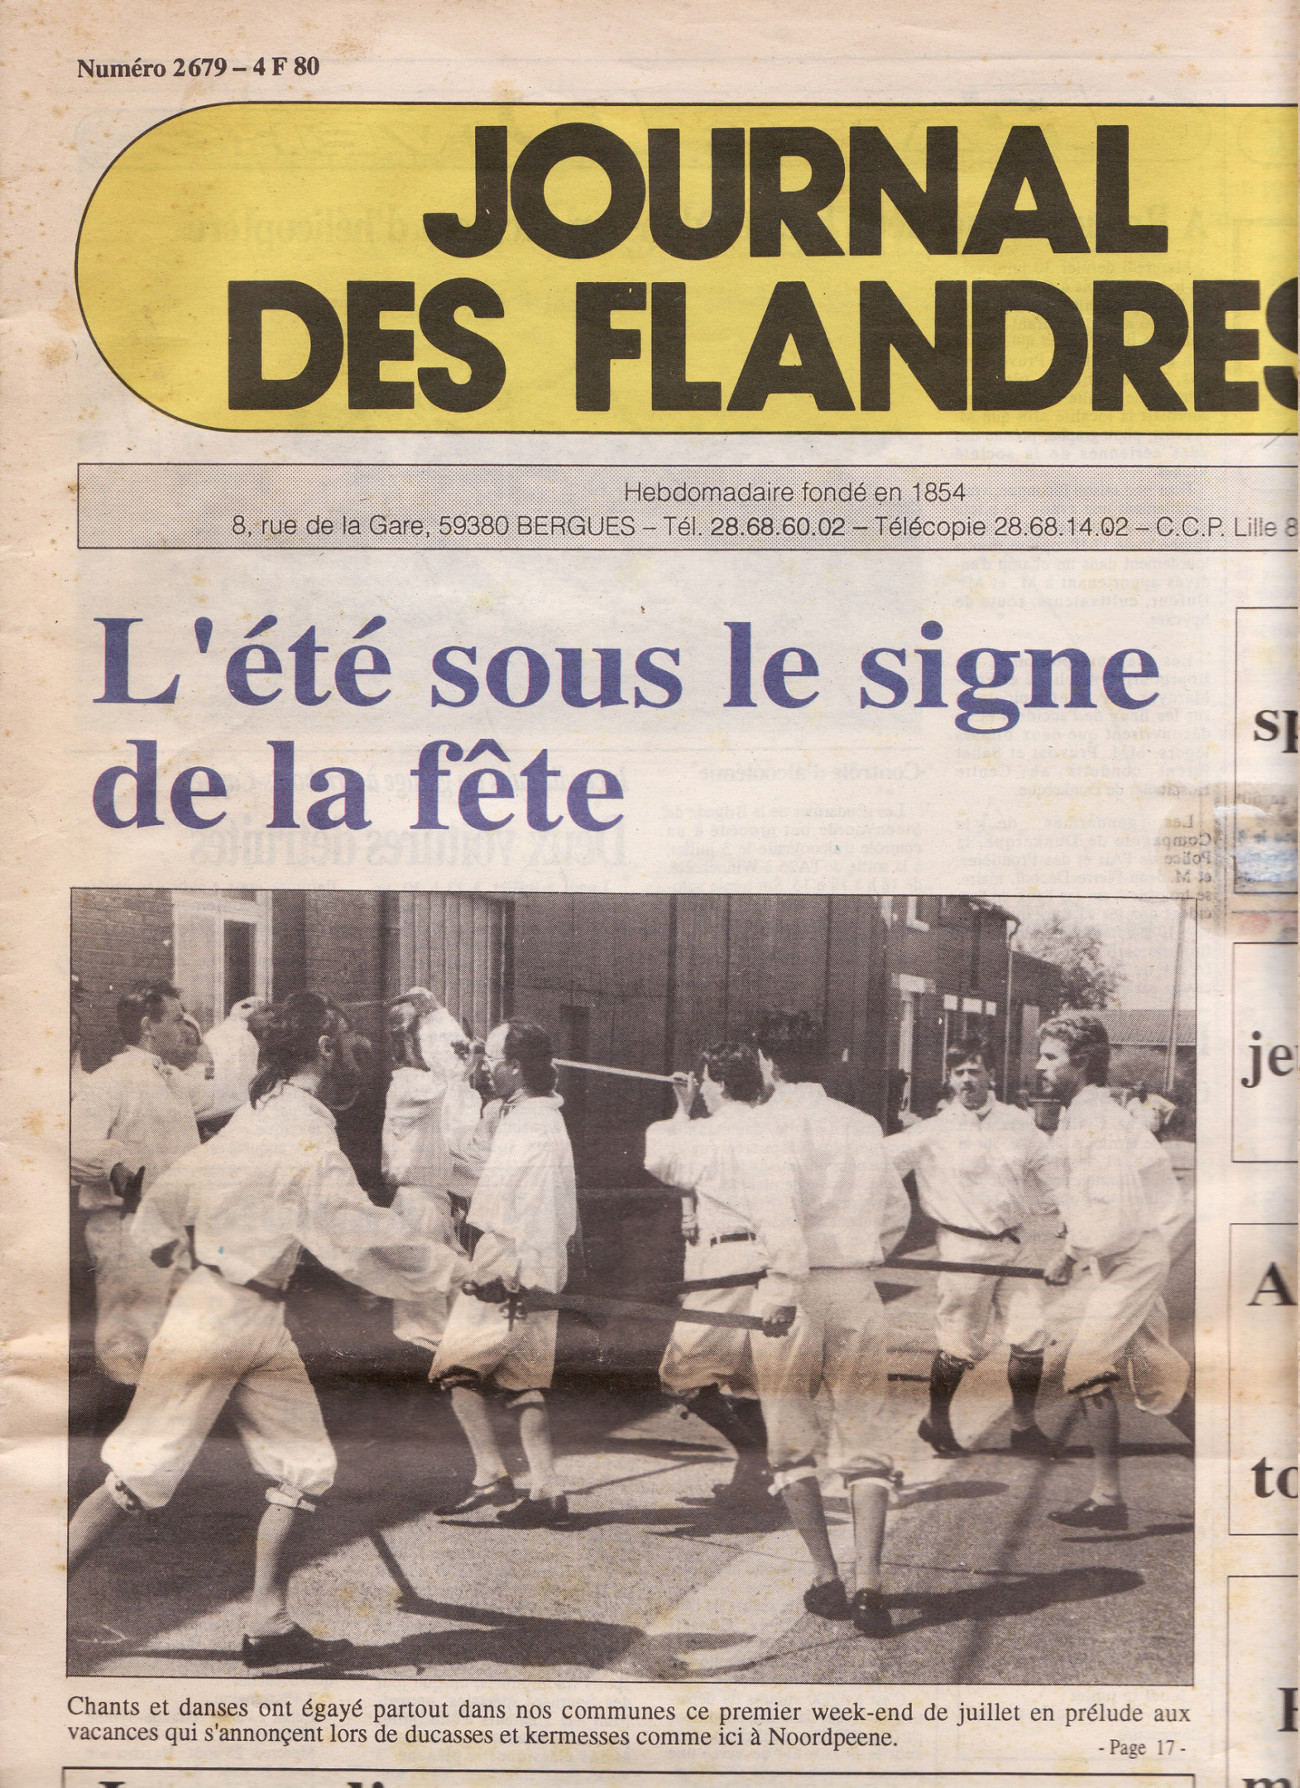 Numéro 2679 – 4 F 80
JOURNAL
DES FLANDRES
Hebdomadaire fondé en 1854
8, rue de la Gare, 59380 BERGUES – Tél. 28.68.60.02 – Télécopie 28.68.14.02 – C.C.P. Lille 8
L'été sous le signe
de la fête
sp
je
A
to
Chants et danses ont égayé partout dans nos communes ce premier week-end de juillet en prélude aux
vacances qui s'annonçent lors de ducasses et kermesses comme ici à Noordpeene.
- Page 17 -